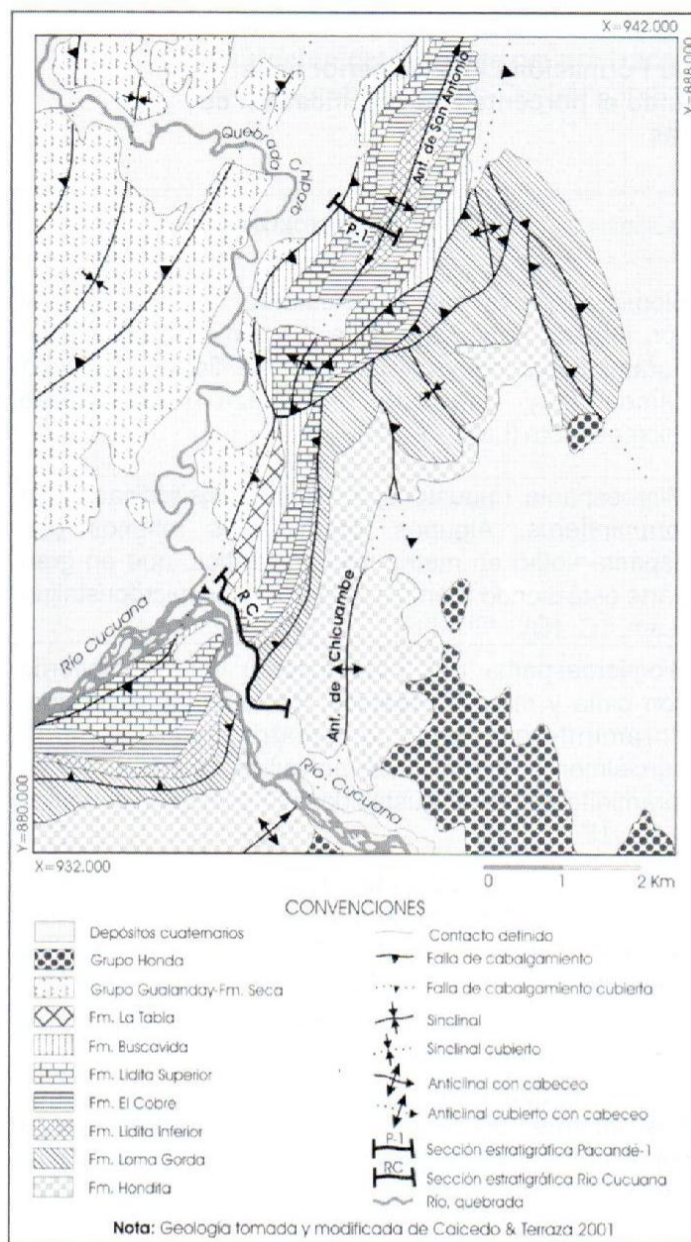 X=942.000
Y=888.000
Quebrada Chipalo
Ant. de San Antonio
P-1
RC
Río Cucuana
Ant. de Chicuambe
Río Cucuana
Y=880.000
X=932.000
0 1 2 Km
CONVENCIONES
Depósitos cuaternarios
Grupo Honda
Grupo Gualanday-Fm. Seca
Fm. La Tabla
Fm. Buscavida
Fm. Lidita Superior
Fm. El Cobre
Fm. Lidita Inferior
Fm. Loma Gorda
Fm. Hondita
Contacto definido
Falla de cabalgamiento
Falla de cabalgamiento cubierta
Sinclinal
Sinclinal cubierto
Anticlinal con cabeceo
Anticlinal cubierto con cabeceo
P-1
Sección estratigráfica Pacandé-1
RC
Sección estratigráfica Río Cucuana
Río, quebrada
Nota: Geología tomada y modificada de Caicedo & Terraza 2001